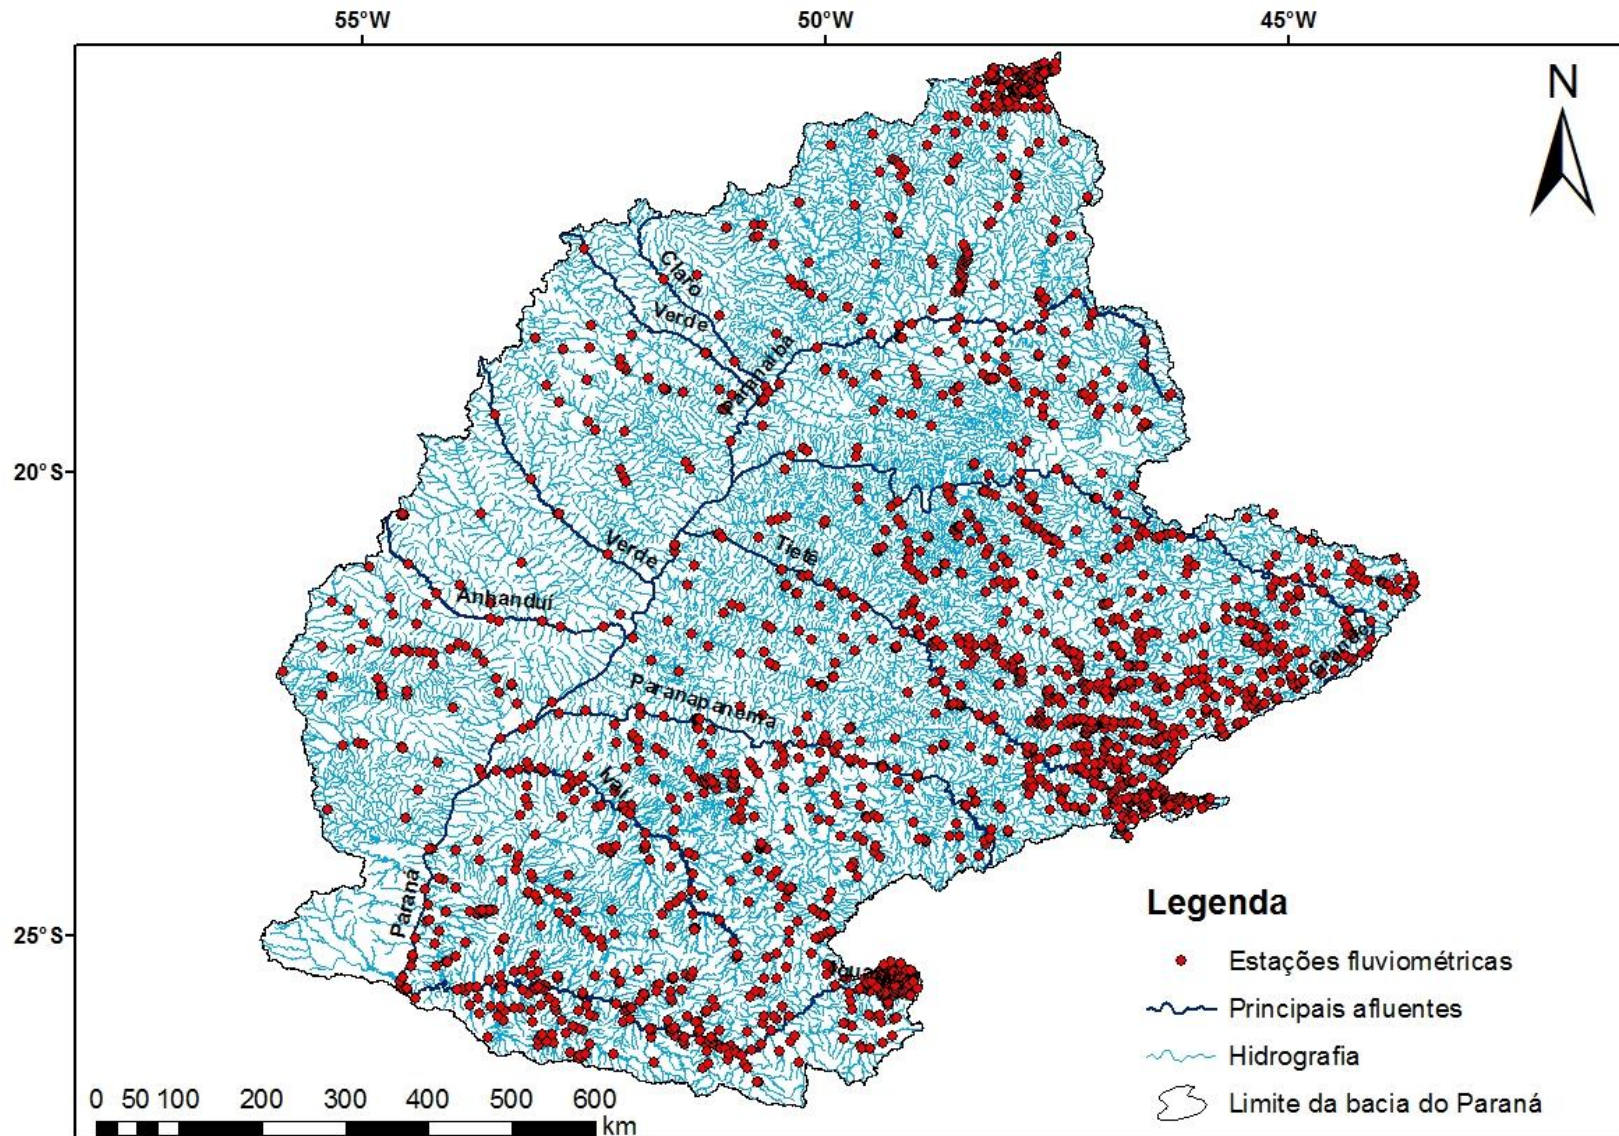 55°W 50°W 45°W
N
Claro
Verde
Paranaíba
20°S
Verde
Tietê
Anhanduí
Grande
Paranapanema
Ivaí
Paraná
Legenda
25°S
Iguaçu
Estações fluviométricas
Principais afluentes
Hidrografia
Limite da bacia do Paraná
0 50 100 200 300 400 500 600
km